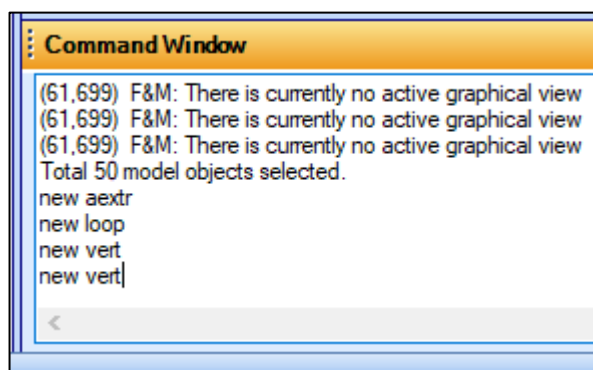 Command Window
(61,699) F&M: There is currently no active graphical view
(61,699) F&M: There is currently no active graphical view
(61,699) F&M: There is currently no active graphical view
Total 50 model objects selected.
new aextr
new loop
new vert
new vert